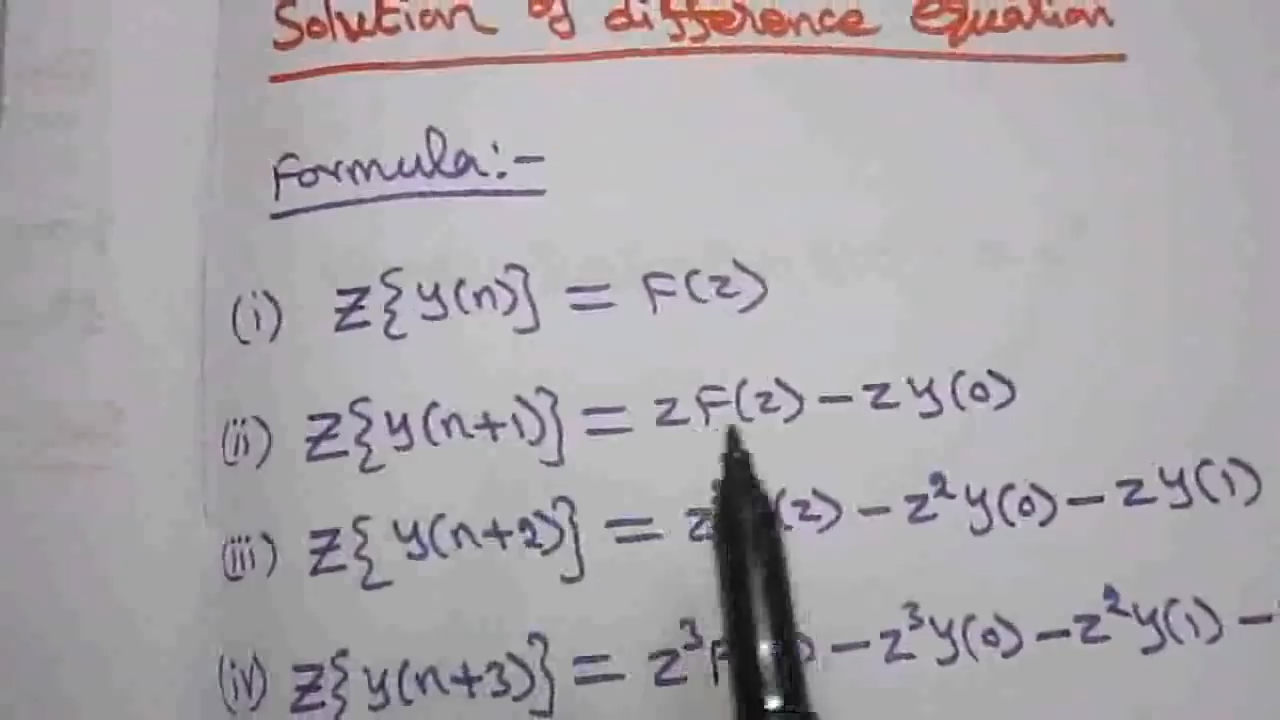 Solution of difference equation
Formula:-
(i) Z{y(n)} = F(z)
(ii) Z{y(n+1)} = zF(z) - zy(0)
(iii) Z{y(n+2)} = z (z) - z²y(0) - zy(1)
(iv) Z{y(n+3)} = z³F - z³y(0) - z²y(1) -